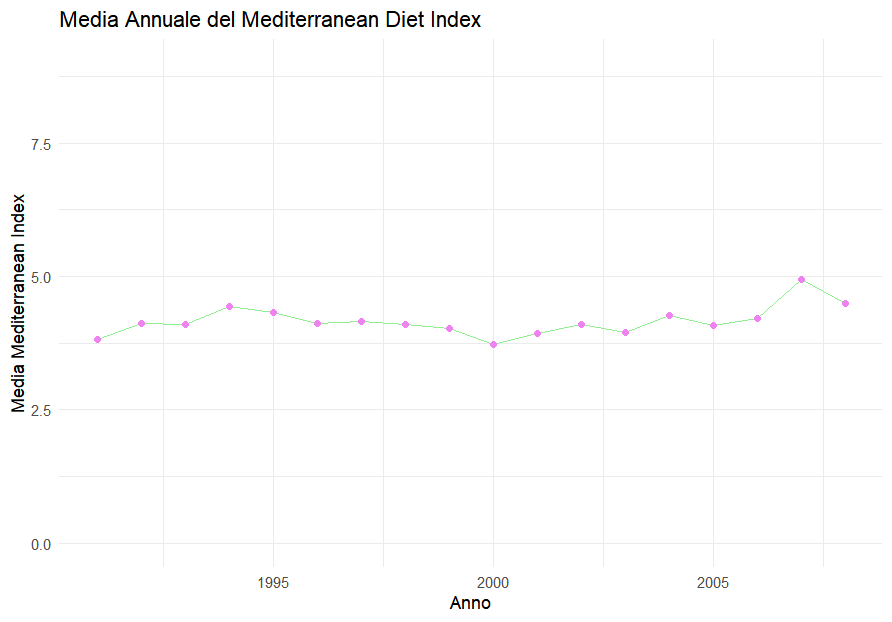 Media Annuale del Mediterranean Diet Index
Media Mediterranean Index
7.5
5.0
2.5
0.0
1995
2000
2005
Anno